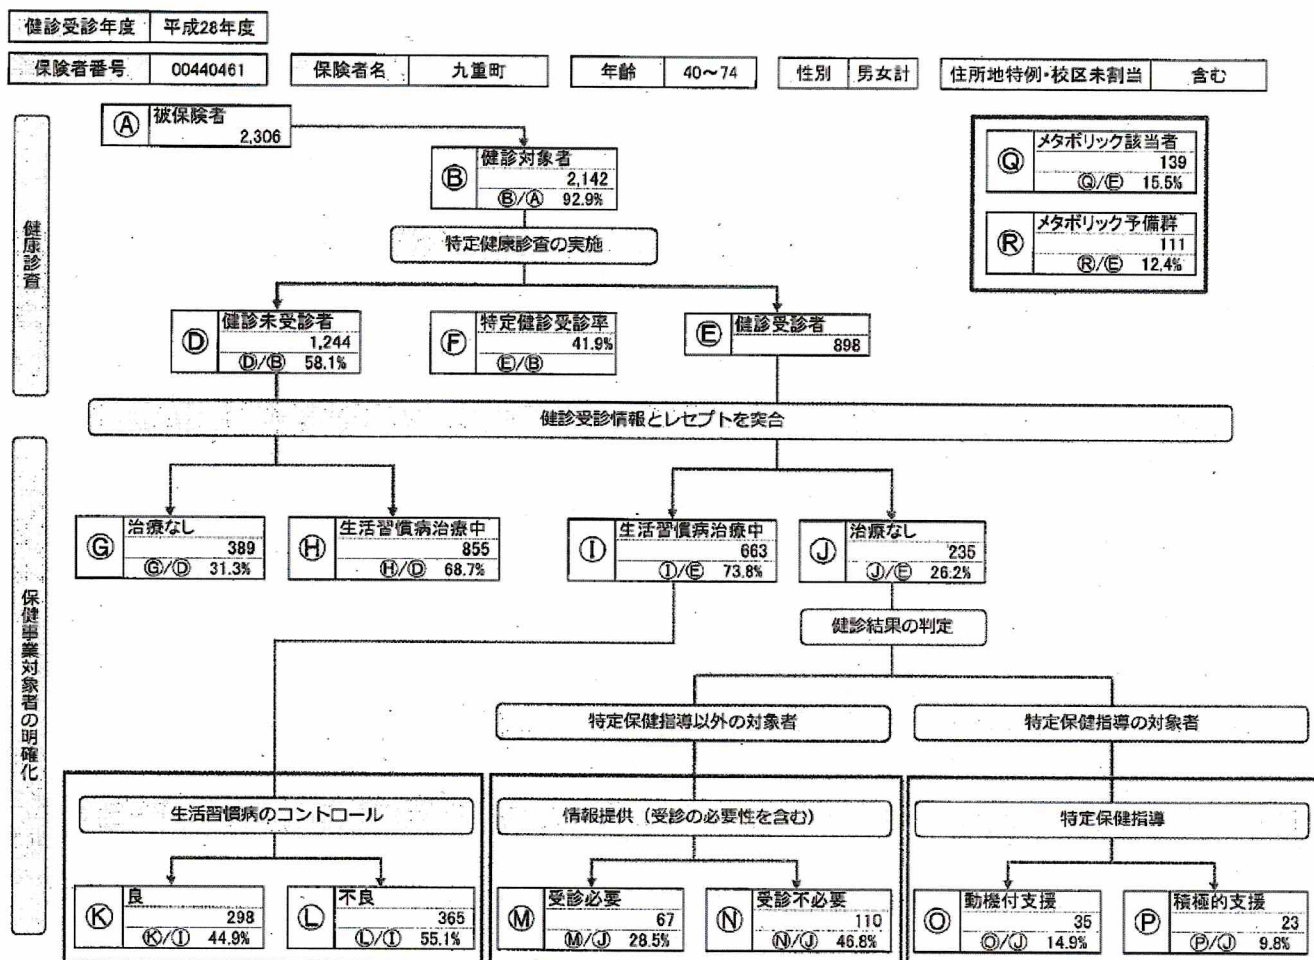 健診受診年度 平成28年度
保険者番号 00440461 保険者名 九重町 年齢 40～74 性別 男女計 住所地特例・校区未割当 含む
健康診査
Ⓐ 被保険者
2,306
Ⓑ 健診対象者
2,142
Ⓑ/Ⓐ 92.9%
Ⓠ メタボリック該当者
139
Ⓠ/Ⓔ 15.5%
Ⓡ メタボリック予備群
111
Ⓡ/Ⓔ 12.4%
特定健康診査の実施
Ⓓ 健診未受診者
1,244
Ⓓ/Ⓑ 58.1%
Ⓕ 特定健診受診率
41.9%
Ⓔ/Ⓑ
Ⓔ 健診受診者
898
健診受診情報とレセプトを突合
保健事業対象者の明確化
Ⓖ 治療なし
389
Ⓖ/Ⓓ 31.3%
Ⓗ 生活習慣病治療中
855
Ⓗ/Ⓓ 68.7%
Ⓘ 生活習慣病治療中
663
Ⓘ/Ⓔ 73.8%
Ⓙ 治療なし
235
Ⓙ/Ⓔ 26.2%
健診結果の判定
特定保健指導以外の対象者
特定保健指導の対象者
生活習慣病のコントロール
情報提供（受診の必要性を含む）
特定保健指導
Ⓚ 良
298
Ⓚ/Ⓘ 44.9%
Ⓛ 不良
365
Ⓛ/Ⓘ 55.1%
Ⓜ 受診必要
67
Ⓜ/Ⓙ 28.5%
Ⓝ 受診不必要
110
Ⓝ/Ⓙ 46.8%
Ⓞ 動機付支援
35
Ⓞ/Ⓙ 14.9%
Ⓟ 積極的支援
23
Ⓟ/Ⓙ 9.8%